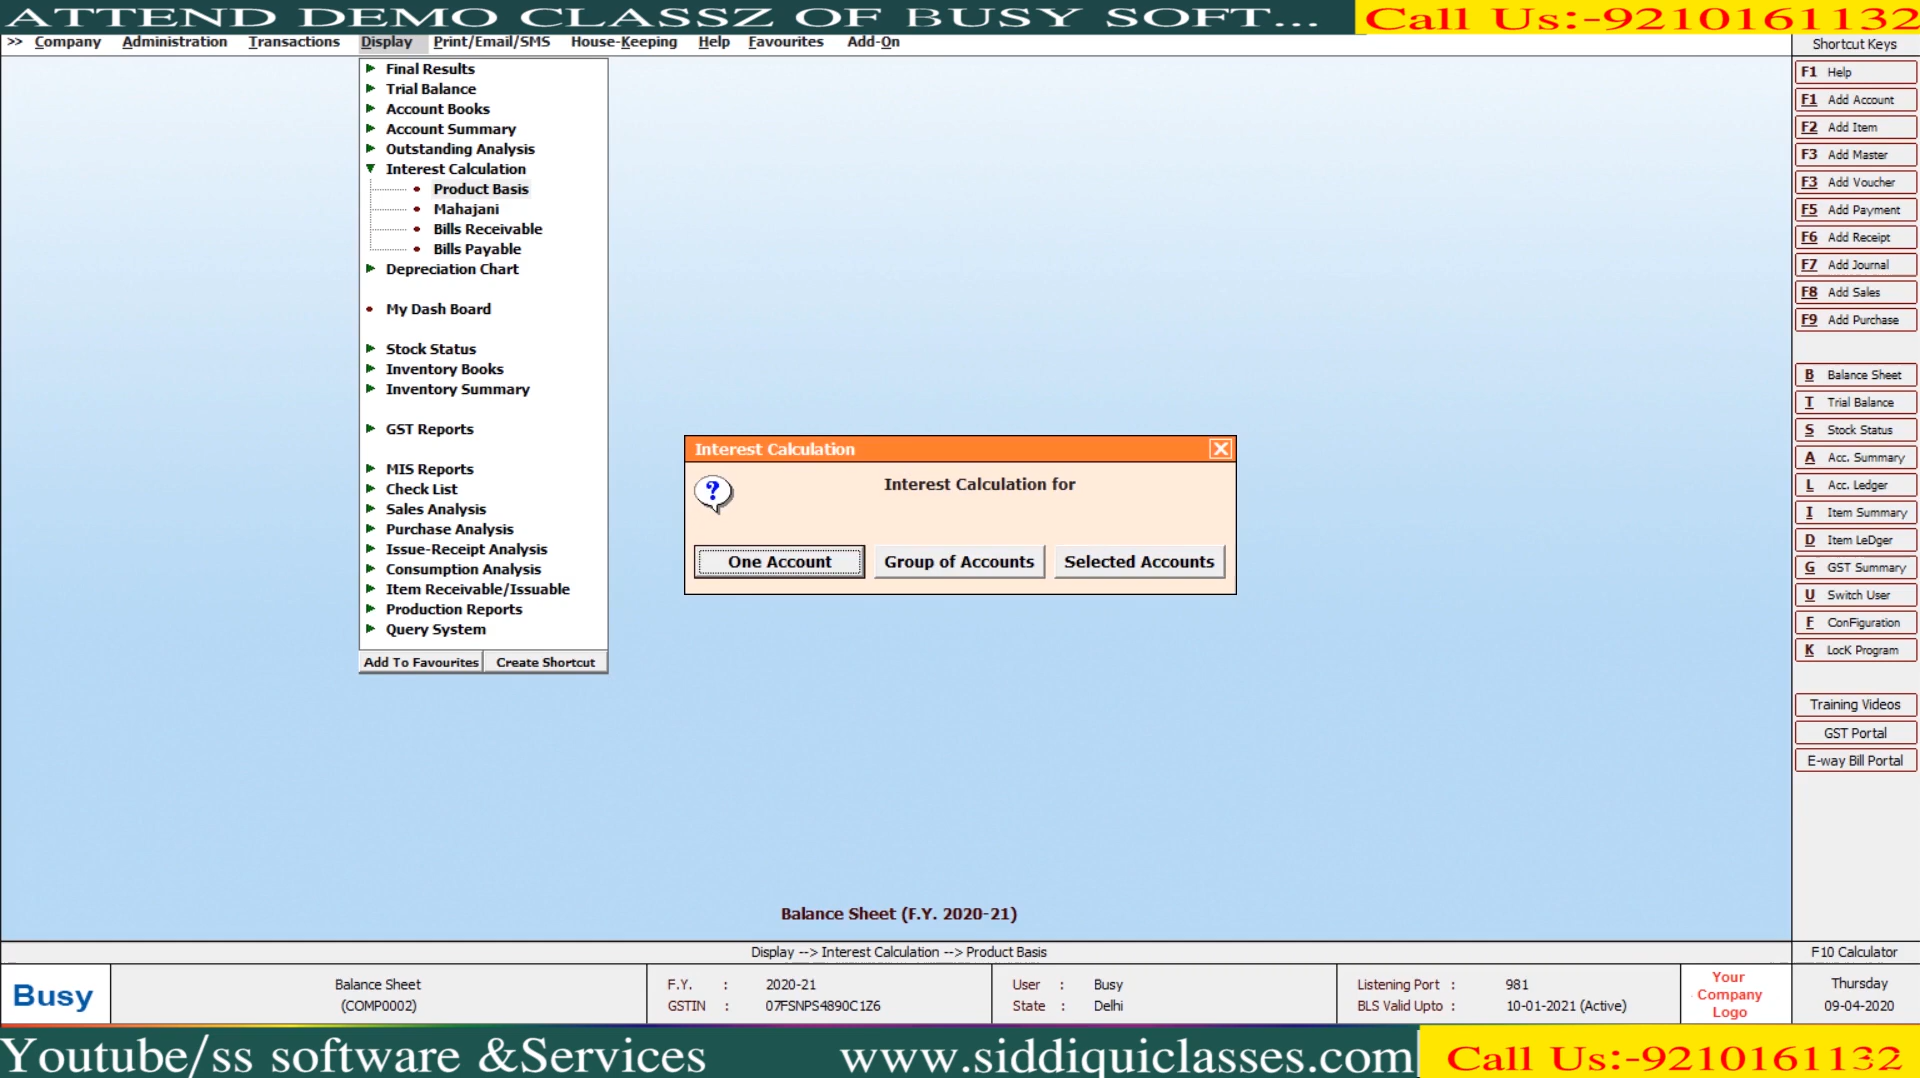 ATTEND DEMO CLASSZ OF BUSY SOFT... Call Us:-9210161132
>> Company Administration Transactions Display Print/Email/SMS House-Keeping Help Favourites Add-On
Final Results
Trial Balance
Account Books
Account Summary
Outstanding Analysis
Interest Calculation
Product Basis
Mahajani
Bills Receivable
Bills Payable
Depreciation Chart
My Dash Board
Stock Status
Inventory Books
Inventory Summary
GST Reports
MIS Reports
Check List
Sales Analysis
Purchase Analysis
Issue-Receipt Analysis
Consumption Analysis
Item Receivable/Issuable
Production Reports
Query System
Add To Favourites Create Shortcut
Interest Calculation
Interest Calculation for
One Account Group of Accounts Selected Accounts
Shortcut Keys
F1 Help
F1 Add Account
F2 Add Item
F3 Add Master
F3 Add Voucher
F5 Add Payment
F6 Add Receipt
F7 Add Journal
F8 Add Sales
F9 Add Purchase
B Balance Sheet
T Trial Balance
S Stock Status
A Acc. Summary
L Acc. Ledger
I Item Summary
D Item LeDger
G GST Summary
U Switch User
F ConFiguration
K LocK Program
Training Videos
GST Portal
E-way Bill Portal
Balance Sheet (F.Y. 2020-21)
Display --> Interest Calculation --> Product Basis F10 Calculator
Busy
Balance Sheet
(COMP0002)
F.Y. : 2020-21
GSTIN : 07FSNPS4890C1Z6
User : Busy
State : Delhi
Listening Port : 981
BLS Valid Upto : 10-01-2021 (Active)
Your
Company
Logo
Thursday
09-04-2020
Youtube/ss software &Services www.siddiquiclasses.com Call Us:-9210161132